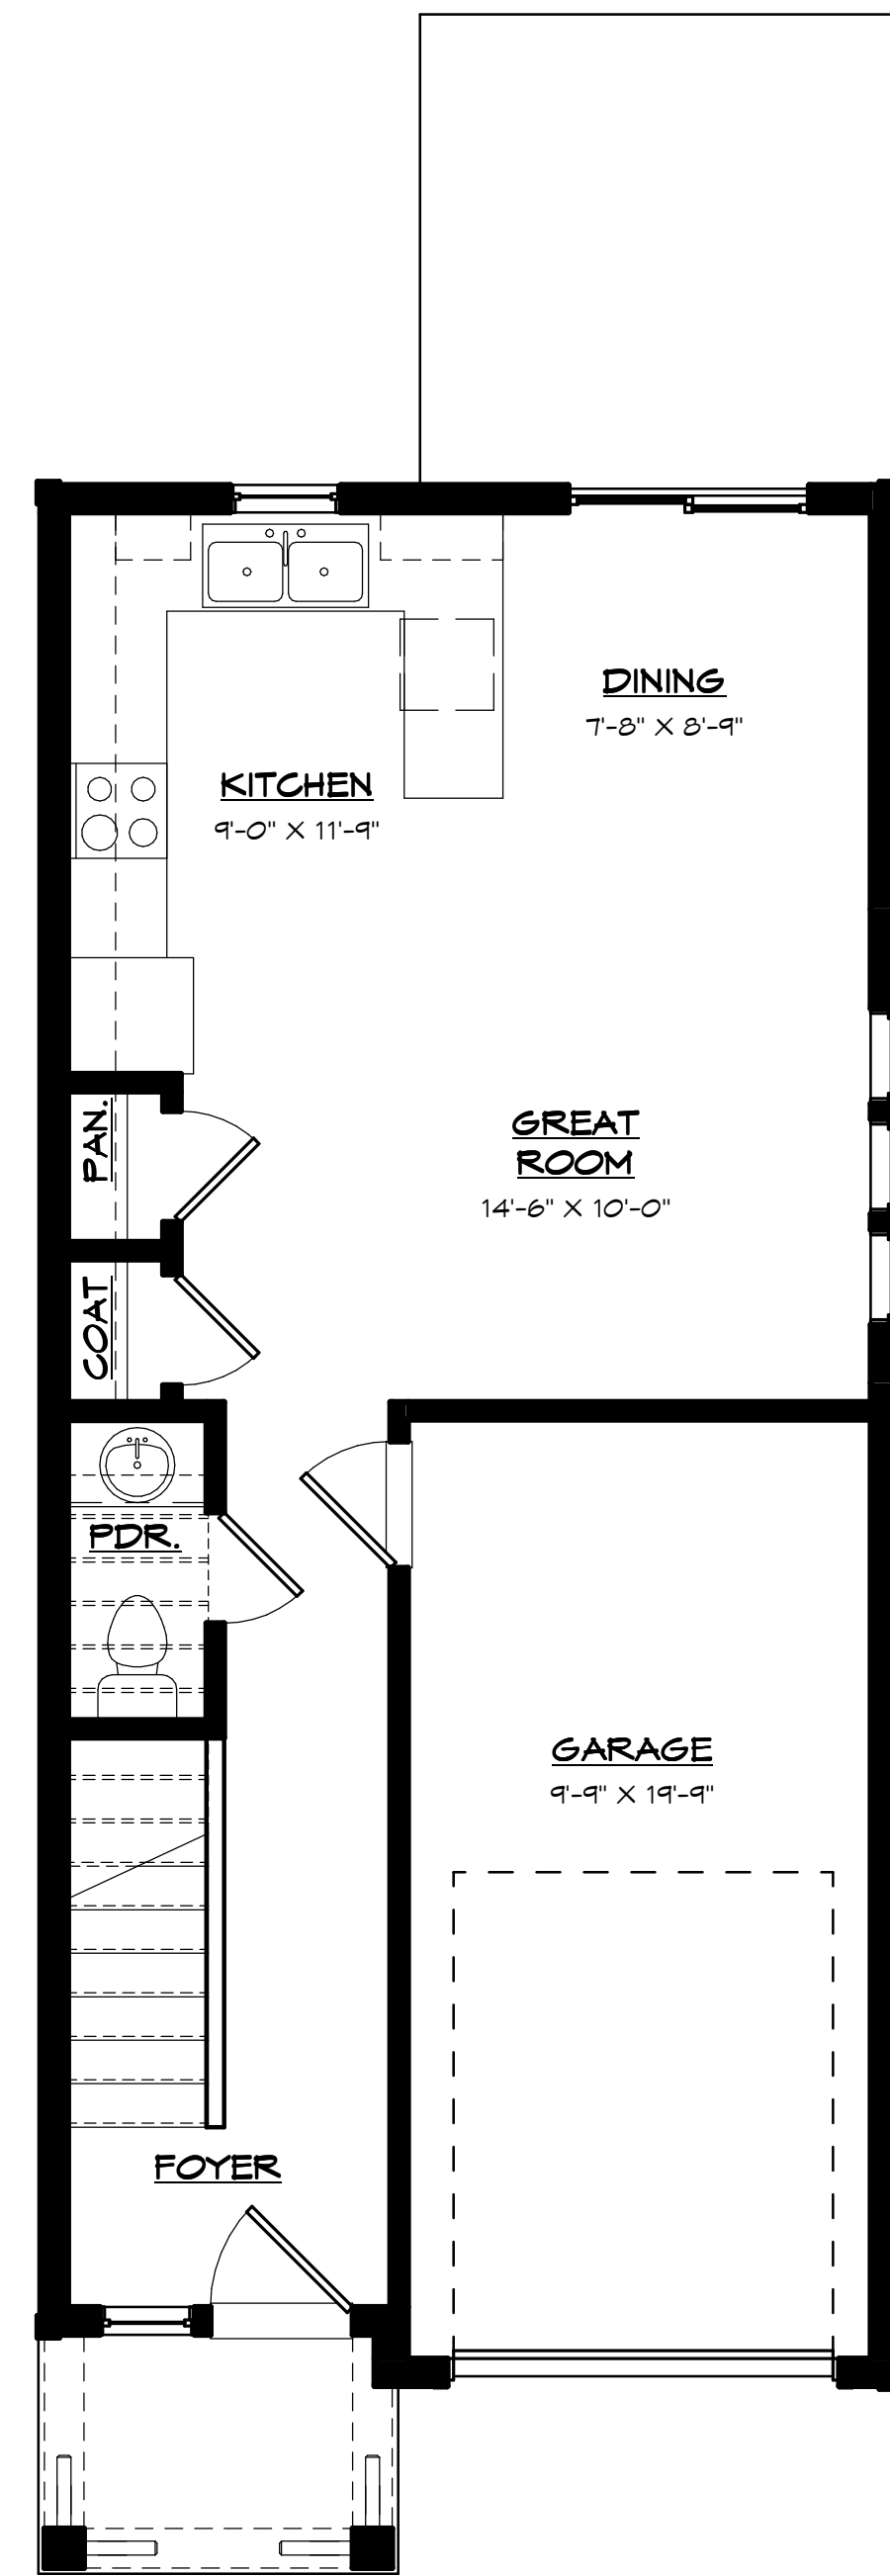 DINING
7'-8" X 8'-9"
KITCHEN
9'-0" X 11'-9"
PAN.
GREAT
ROOM
14'-6" X 10'-0"
COAT
PDR.
GARAGE
9'-9" X 19'-9"
FOYER